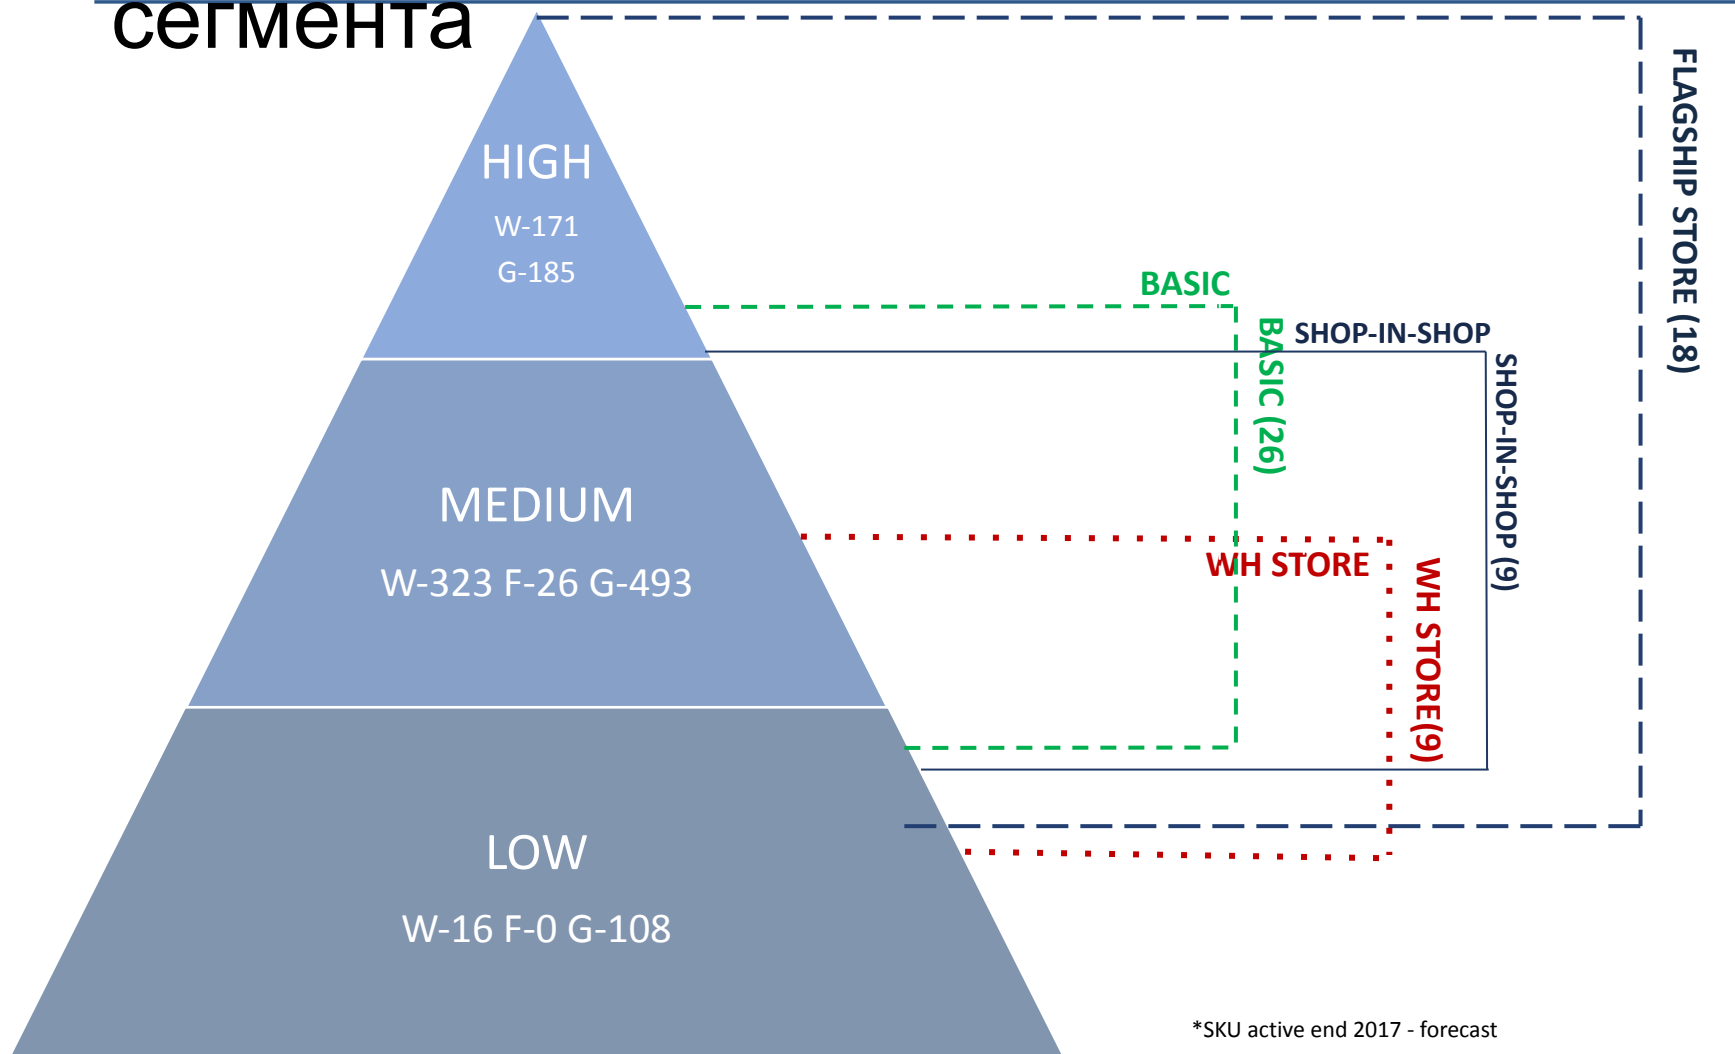 сегмента
HIGH
W-171
G-185
MEDIUM
W-323 F-26 G-493
LOW
W-16 F-0 G-108
BASIC
BASIC (26)
SHOP-IN-SHOP
SHOP-IN-SHOP (9)
WH STORE
WH STORE(9)
FLAGSHIP STORE (18)
*SKU active end 2017 - forecast